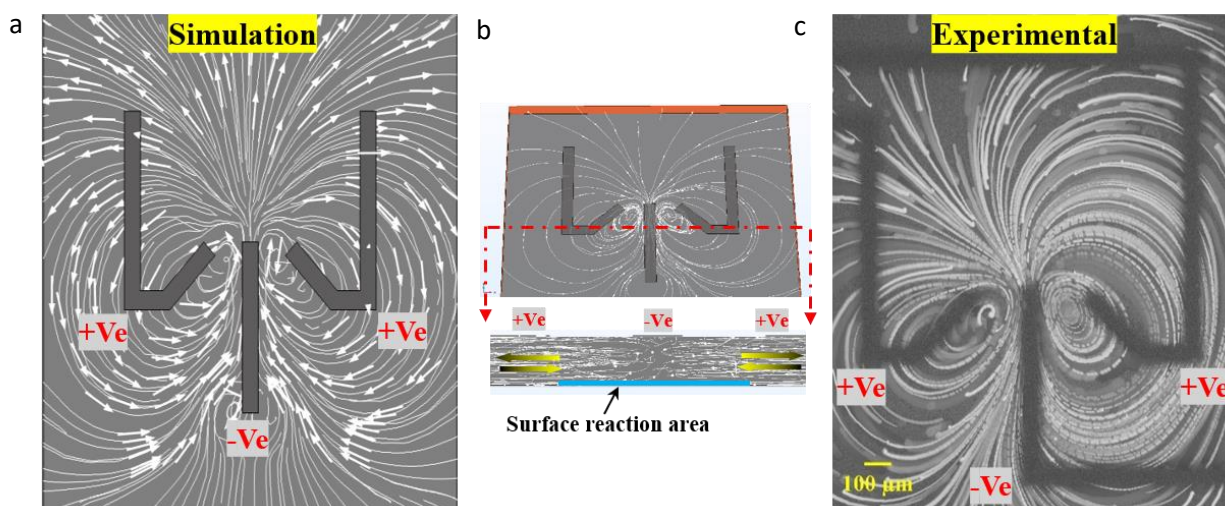 a
Simulation
+Ve
+Ve
-Ve
b
+Ve
-Ve
+Ve
Surface reaction area
c
Experimental
+Ve
+Ve
100 µm
-Ve